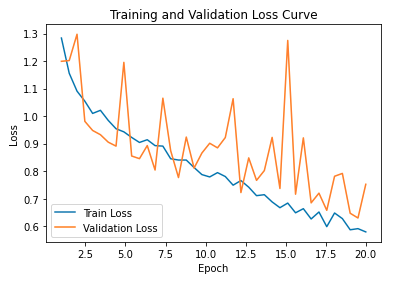 Training and Validation Loss Curve
1.3
1.2
1.1
1.0
0.9
0.8
0.7
0.6
Loss
Train Loss
Validation Loss
2.5 5.0 7.5 10.0 12.5 15.0 17.5 20.0
Epoch